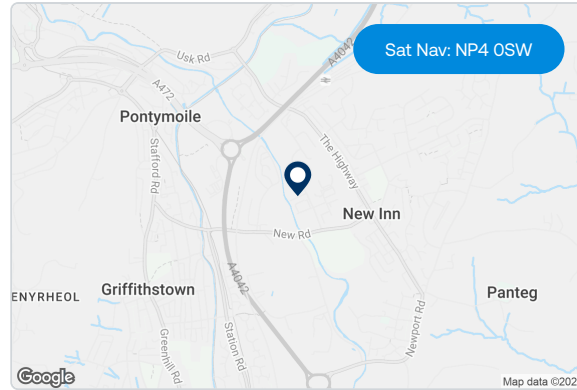 Sat Nav: NP4 0SW
Usk Rd
A4042
A472
Pontymoile
Stafford Rd
The Highway
New Inn
New Rd
A4042
ENYRHEOL
Griffithstown
Panteg
Greenhill Rd
Station Rd
Newport Rd
Google
Map data ©202